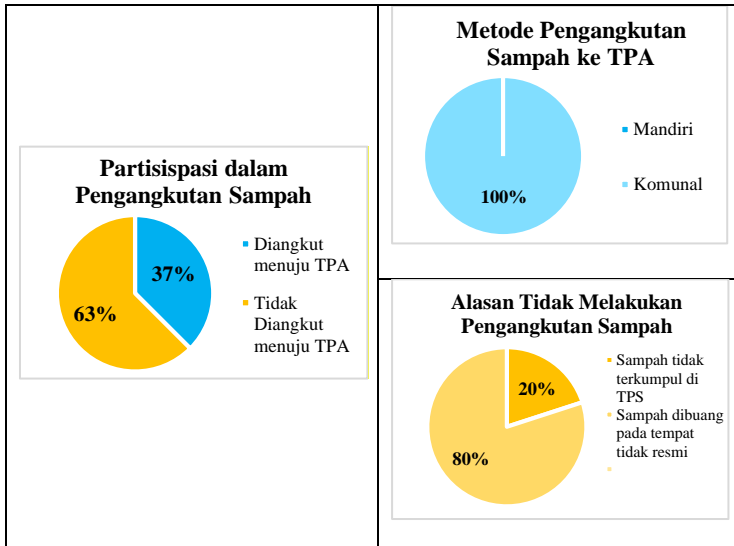 Partisispasi dalam
Pengangkutan Sampah
37%
63%
Diangkut
menuju TPA
Tidak
Diangkut
menuju TPA
Metode Pengangkutan
Sampah ke TPA
100%
Mandiri
Komunal
Alasan Tidak Melakukan
Pengangkutan Sampah
20%
80%
Sampah tidak
terkumpul di
TPS
Sampah dibuang
pada tempat
tidak resmi